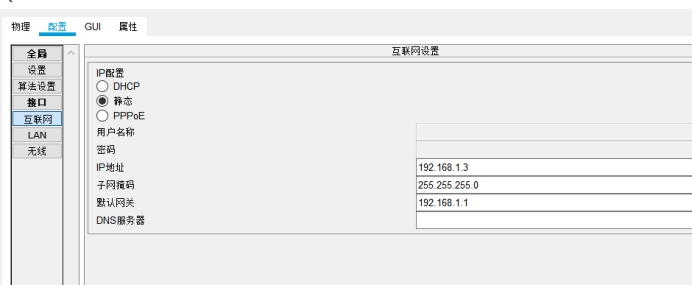 物理 配置 GUI 属性
全局
设置
算法设置
接口
互联网
LAN
无线
互联网设置
IP配置
DHCP
静态
PPPoE
用户名称
密码
IP地址 192.168.1.3
子网掩码 255.255.255.0
默认网关 192.168.1.1
DNS服务器